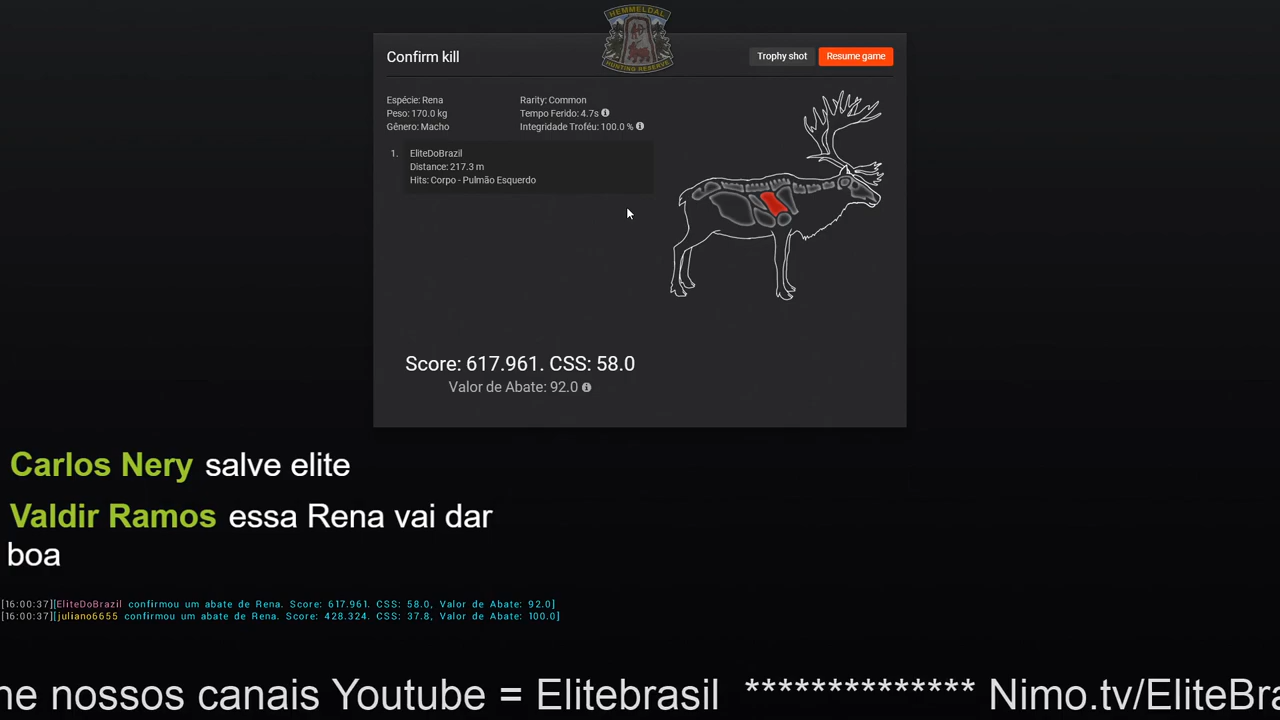 HEMMELDAL
HUNTING RESERVE
Confirm kill
Trophy shot
Resume game
Espécie: Rena
Peso: 170.0 kg
Gênero: Macho
Rarity: Common
Tempo Ferido: 4.7s
Integridade Troféu: 100.0 %
1. EliteDoBrazil
Distance: 217.3 m
Hits: Corpo - Pulmão Esquerdo
Score: 617.961. CSS: 58.0
Valor de Abate: 92.0
Carlos Nery salve elite
Valdir Ramos essa Rena vai dar
boa
[16:00:37][EliteDoBrazil confirmou um abate de Rena. Score: 617.961. CSS: 58.0, Valor de Abate: 92.0]
[16:00:37][juliano6655 confirmou um abate de Rena. Score: 428.324. CSS: 37.8, Valor de Abate: 100.0]
ne nossos canais Youtube = Elitebrasil ************** Nimo.tv/EliteBra